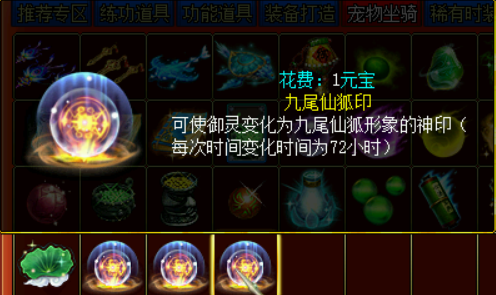 推荐专区 练功道具 功能道具 装备打造 宠物坐骑 稀有时装
花费：1元宝
九尾仙狐印
可使御灵变化为九尾仙狐形象的神印（
每次时间变化时间为72小时）